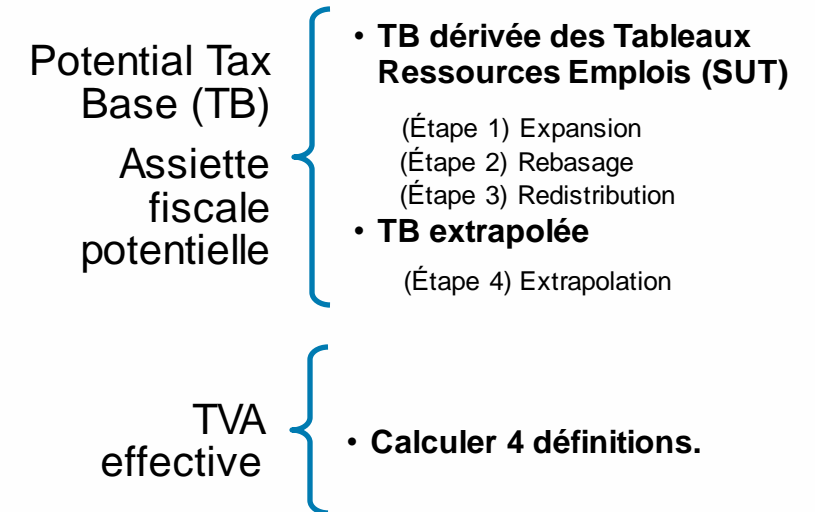 Potential Tax
Base (TB)
Assiette
fiscale
potentielle
• TB dérivée des Tableaux
Ressources Emplois (SUT)
(Étape 1) Expansion
(Étape 2) Rebasage
(Étape 3) Redistribution
• TB extrapolée
(Étape 4) Extrapolation
TVA
effective
• Calculer 4 définitions.